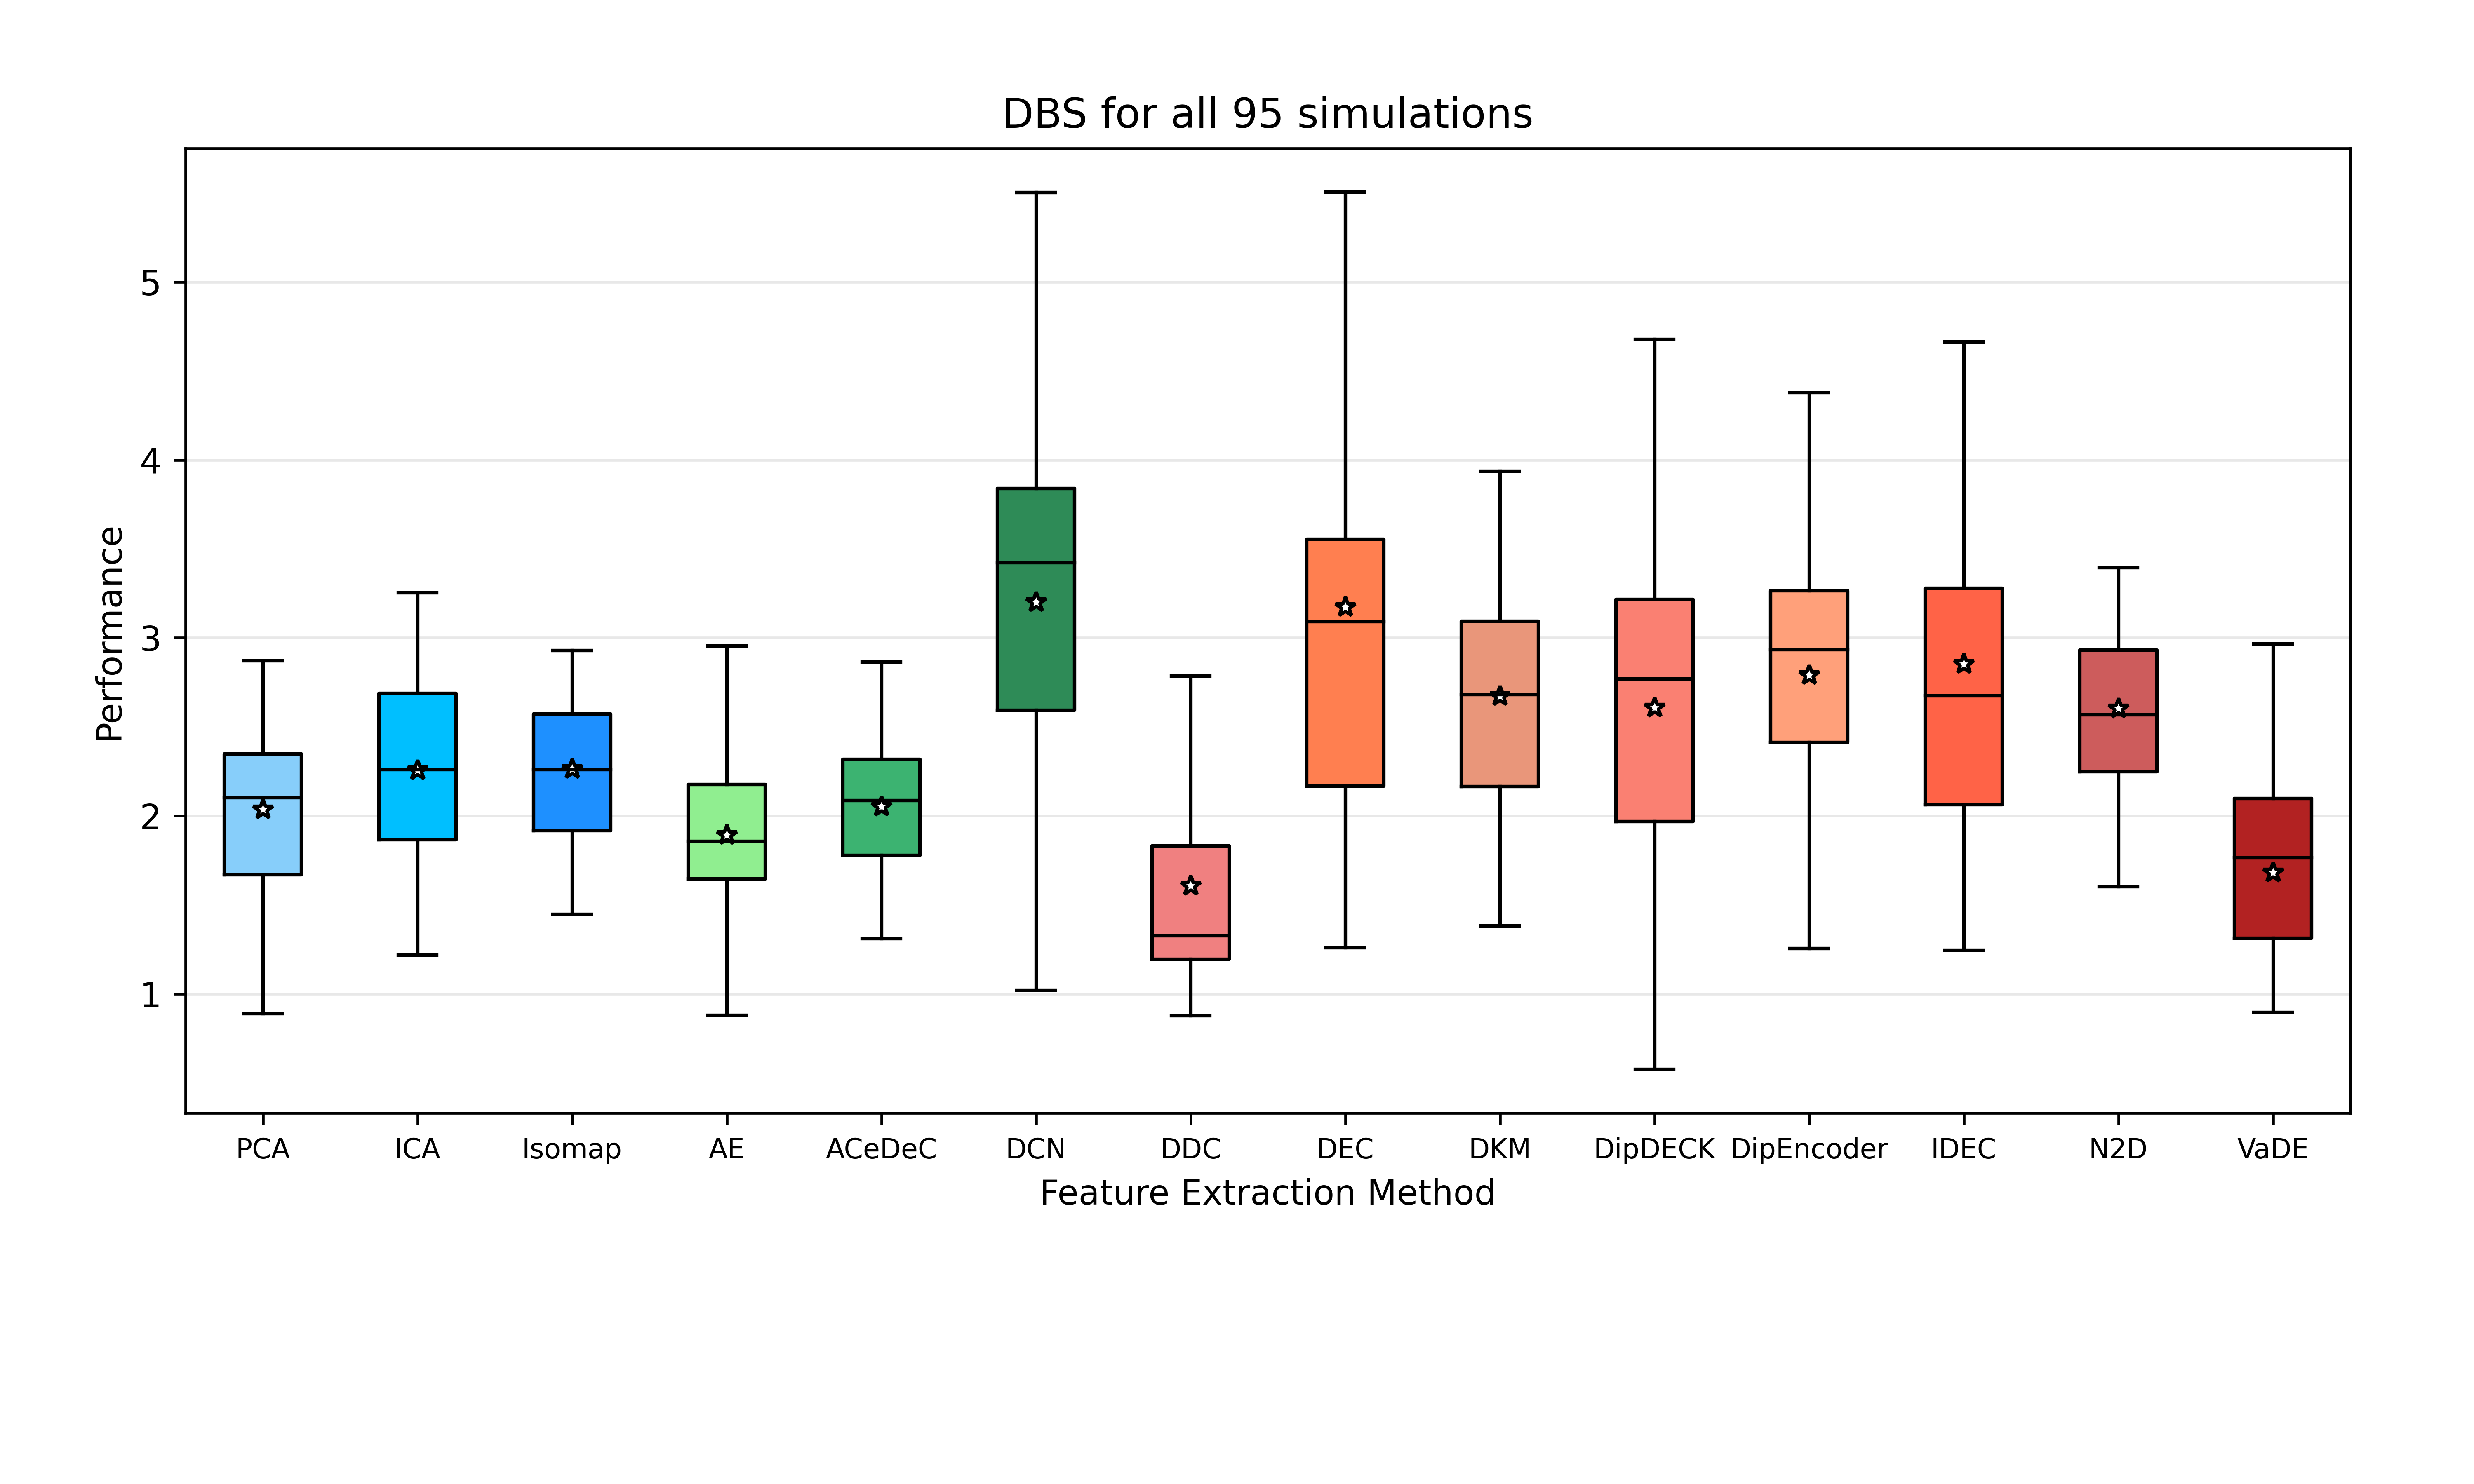 DBS for all 95 simulations
Performance
5
4
3
2
1
PCA ICA Isomap AE ACeDeC DCN DDC DEC DKM DipDECK DipEncoder IDEC N2D VaDE
Feature Extraction Method